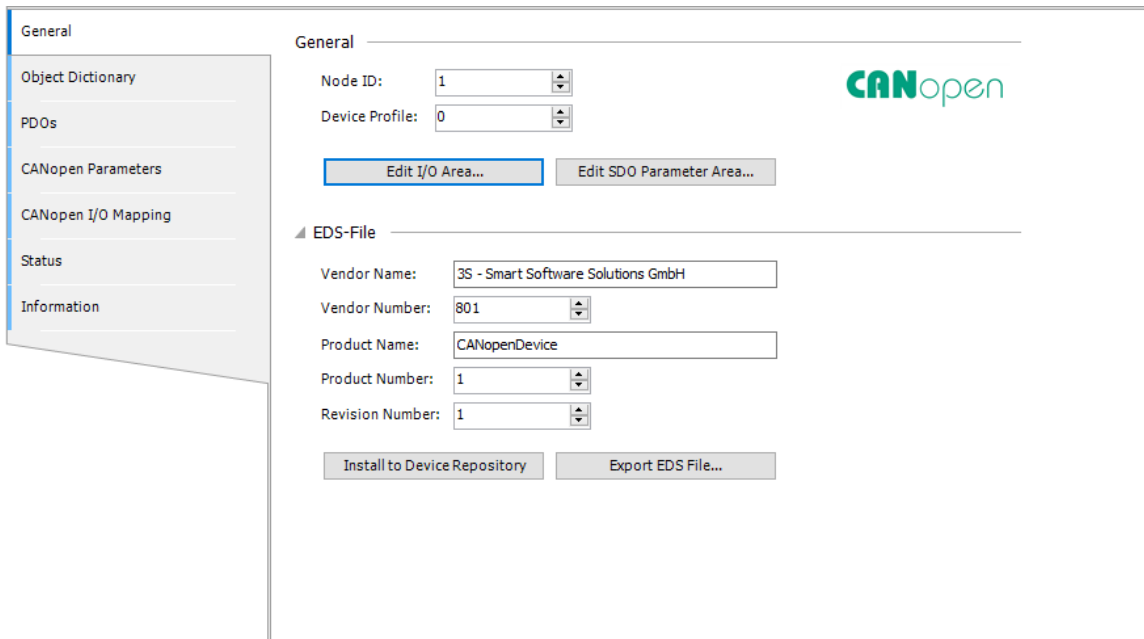 General
Object Dictionary
PDOs
CANopen Parameters
CANopen I/O Mapping
Status
Information
General
Node ID: 1
Device Profile: 0
CANopen
Edit I/O Area... Edit SDO Parameter Area...
EDS-File
Vendor Name: 3S - Smart Software Solutions GmbH
Vendor Number: 801
Product Name: CANopenDevice
Product Number: 1
Revision Number: 1
Install to Device Repository Export EDS File...